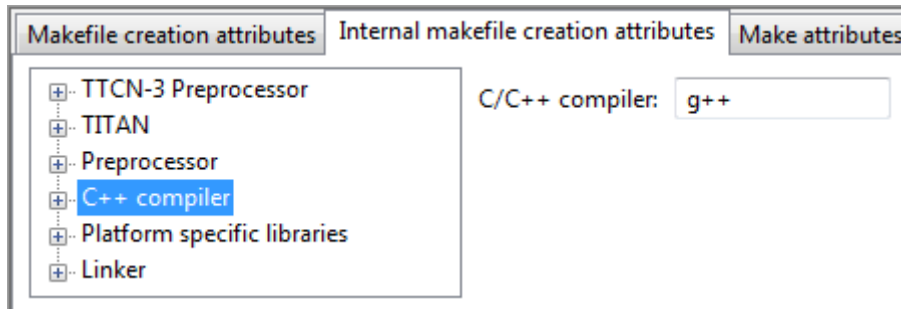 Makefile creation attributes Internal makefile creation attributes Make attributes
TTCN-3 Preprocessor
C/C++ compiler: g++
TITAN
Preprocessor
C++ compiler
Platform specific libraries
Linker